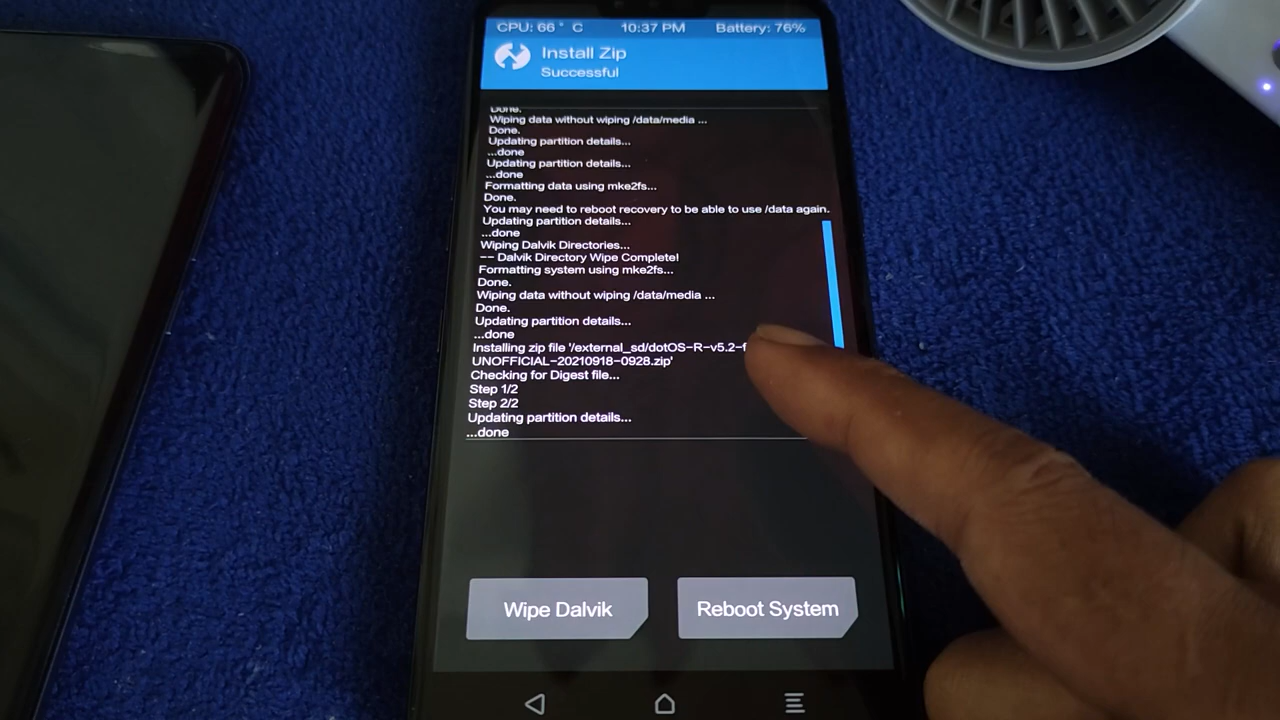 CPU: 66° C 10:37 PM Battery: 76%
Install Zip
Successful
Done.
Wiping data without wiping /data/media ...
Done.
Updating partition details...
...done
Updating partition details...
...done
Formatting data using mke2fs...
Done.
You may need to reboot recovery to be able to use /data again.
Updating partition details...
...done
Wiping Dalvik Directories...
-- Dalvik Directory Wipe Complete!
Formatting system using mke2fs...
Done.
Wiping data without wiping /data/media ...
Done.
Updating partition details...
...done
Installing zip file '/external_sd/dotOS-R-v5.2-
UNOFFICIAL-20210918-0928.zip'
Checking for Digest file...
Step 1/2
Step 2/2
Updating partition details...
...done
Wipe Dalvik
Reboot System